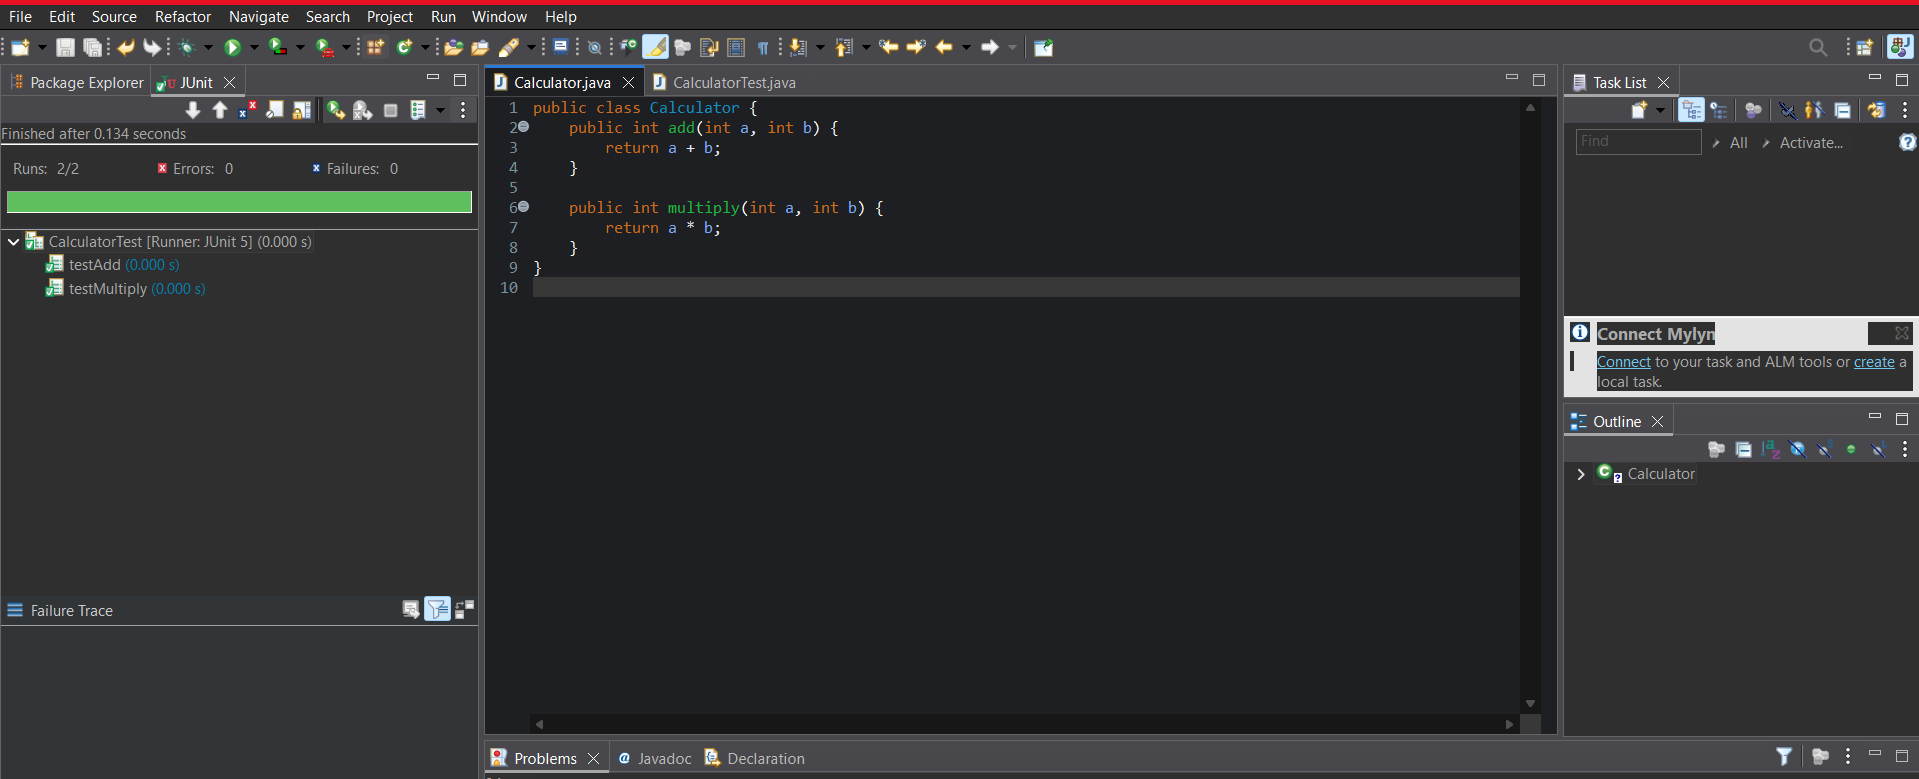 File Edit Source Refactor Navigate Search Project Run Window Help
Package Explorer JUnit
Finished after 0.134 seconds
Runs: 2/2 Errors: 0 Failures: 0
CalculatorTest [Runner: JUnit 5] (0.000 s)
testAdd (0.000 s)
testMultiply (0.000 s)
Failure Trace
Calculator.java CalculatorTest.java
1 public class Calculator {
2 public int add(int a, int b) {
3 return a + b;
4 }
5
6 public int multiply(int a, int b) {
7 return a * b;
8 }
9 }
10
Problems Javadoc Declaration
Task List
Find All Activate...
Connect Mylyn
Connect to your task and ALM tools or create a
local task.
Outline
Calculator